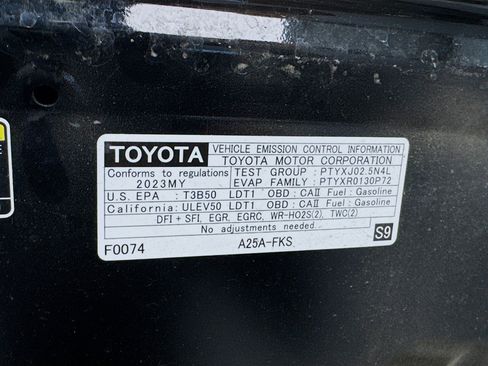 TOYOTA VEHICLE EMISSION CONTROL INFORMATION
TOYOTA MOTOR CORPORATION
Conforms to regulations TEST GROUP : PTYXJ02.5N4L
2023MY EVAP FAMILY : PTYXR0130P72
U.S. EPA : T3B50 LDT1 OBD : CAII Fuel : Gasoline
California: ULEV50 LDT1 OBD : CAII Fuel : Gasoline
DFI + SFI, EGR, EGRC, WR-HO2S(2), TWC(2)
No adjustments needed.
F0074 A25A-FKS S9